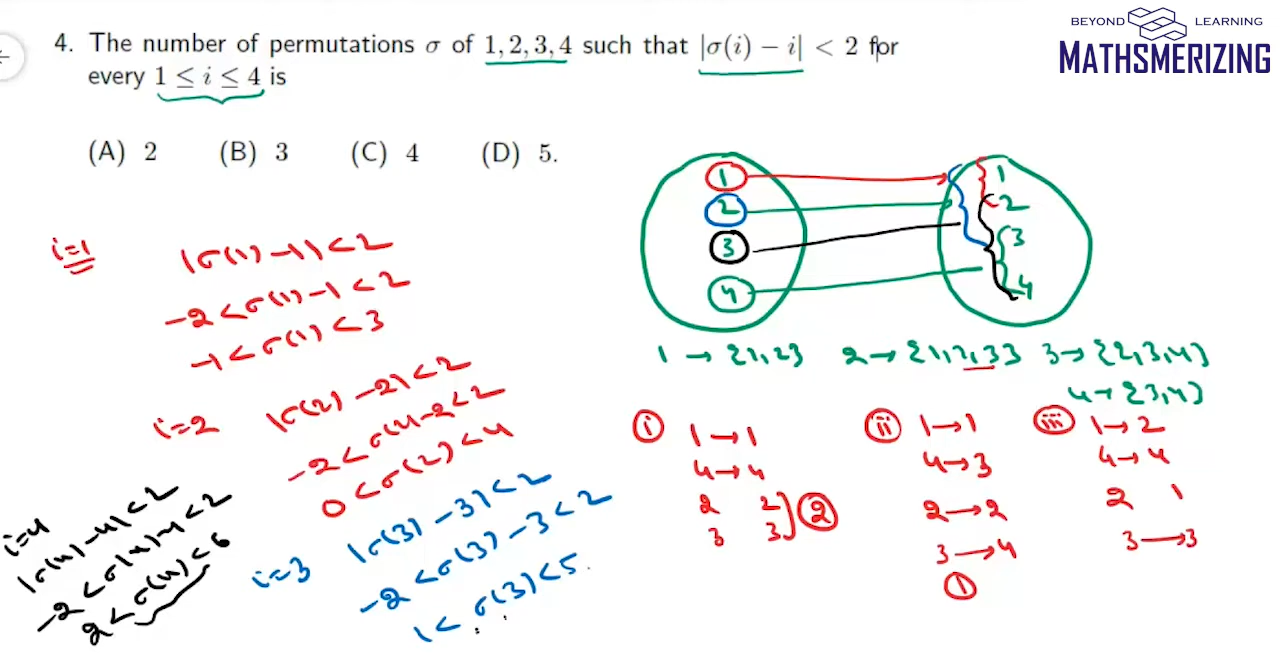 BEYOND LEARNING
MATHSMERIZING
4. The number of permutations σ of 1, 2, 3, 4 such that |σ(i) − i| < 2 for
every 1 ≤ i ≤ 4 is
(A) 2 (B) 3 (C) 4 (D) 5.
1 1
2 2
3 3
4 4
1 → {1,2} 2 → {1,2,3} 3 → {2,3,4}
4 → {3,4}
i=1 |σ(1) -1| < 2
-2 < σ(1) -1 < 2
-1 < σ(1) < 3
i=2 |σ(2) -2| < 2
-2 < σ(2) -2 < 2
0 < σ(2) < 4
i=3 |σ(3) -3| < 2
-2 < σ(3) -3 < 2
1 < σ(3) < 5
i=4
|σ(4) -4| < 2
-2 < σ(4) -4 < 2
2 < σ(4) < 6
i 1 → 1
4 → 4
2 2
3 3 2
ii 1 → 1
4 → 3
2 → 2
3 → 4
1
iii 1 → 2
4 → 4
2 1
3 → 3